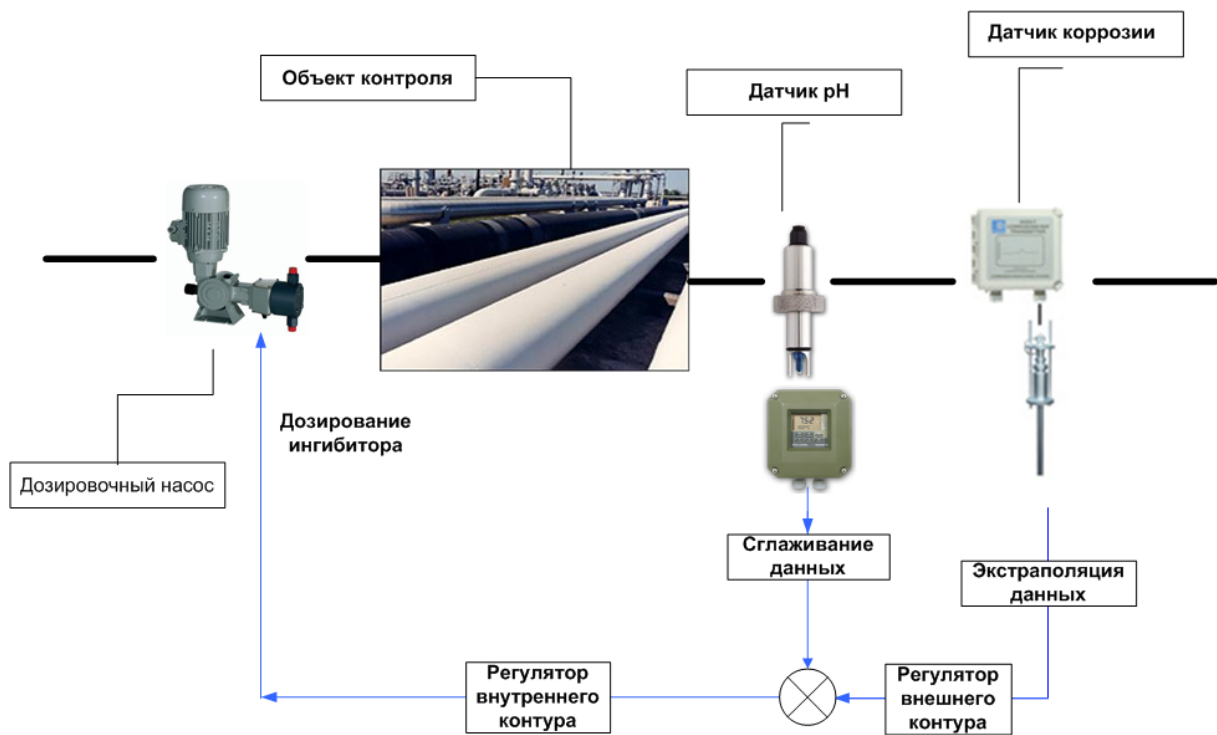 Датчик коррозии
Объект контроля
Датчик pH
Дозирование
ингибитора
Дозировочный насос
Сглаживание
данных
Экстраполяция
данных
Регулятор
внутреннего
контура
Регулятор
внешнего
контура